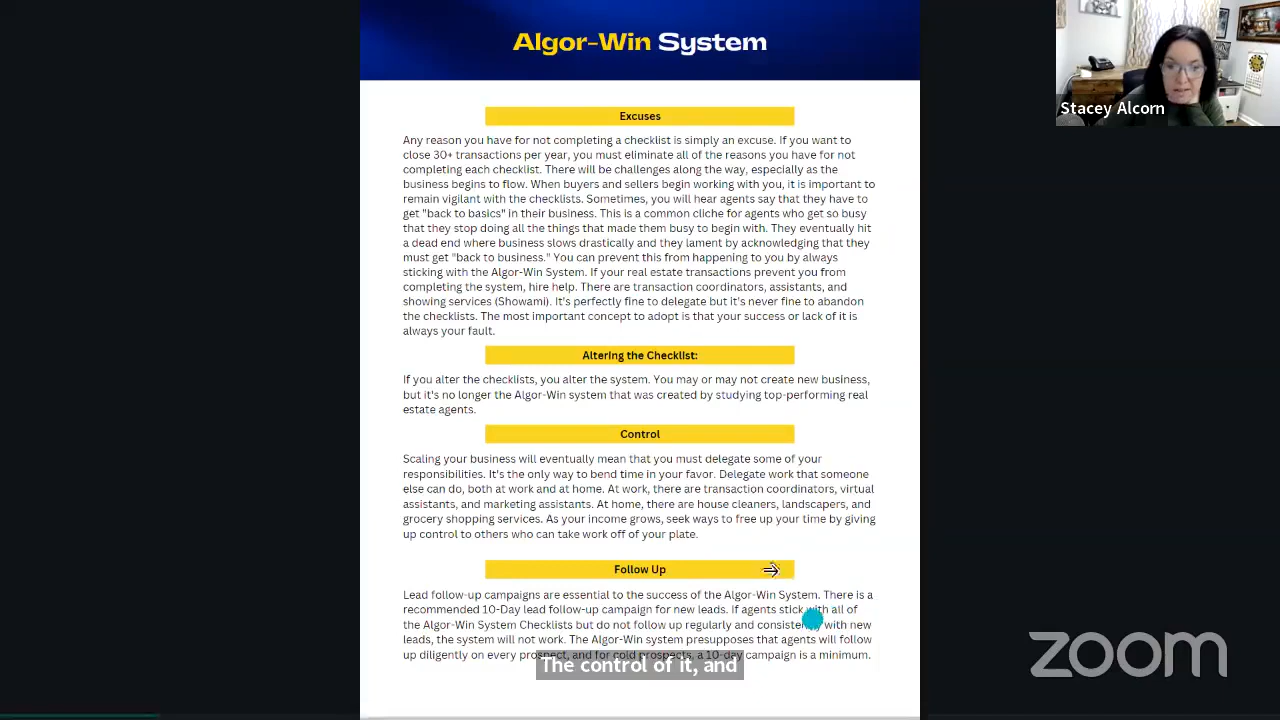 Algor-Win System
Stacey Alcorn
Excuses
Any reason you have for not completing a checklist is simply an excuse. If you want to
close 30+ transactions per year, you must eliminate all of the reasons you have for not
completing each checklist. There will be challenges along the way, especially as the
business begins to flow. When buyers and sellers begin working with you, it is important to
remain vigilant with the checklists. Sometimes, you will hear agents say that they have to
get "back to basics" in their business. This is a common cliche for agents who get so busy
that they stop doing all the things that made them busy to begin with. They eventually hit
a dead end where business slows drastically and they lament by acknowledging that they
must get "back to business." You can prevent this from happening to you by always
sticking with the Algor-Win System. If your real estate transactions prevent you from
completing the system, hire help. There are transaction coordinators, assistants, and
showing services (Showami). It's perfectly fine to delegate but it's never fine to abandon
the checklists. The most important concept to adopt is that your success or lack of it is
always your fault.
Altering the Checklist:
If you alter the checklists, you alter the system. You may or may not create new business,
but it's no longer the Algor-Win system that was created by studying top-performing real
estate agents.
Control
Scaling your business will eventually mean that you must delegate some of your
responsibilities. It's the only way to bend time in your favor. Delegate work that someone
else can do, both at work and at home. At work, there are transaction coordinators, virtual
assistants, and marketing assistants. At home, there are house cleaners, landscapers, and
grocery shopping services. As your income grows, seek ways to free up your time by giving
up control to others who can take work off of your plate.
Follow Up
Lead follow-up campaigns are essential to the success of the Algor-Win System. There is a
recommended 10-Day lead follow-up campaign for new leads. If agents stick with all of
the Algor-Win System Checklists but do not follow up regularly and consistently with new
leads, the system will not work. The Algor-Win system presupposes that agents will follow
up diligently on every prospect, and for cold prospects, a 10-day campaign is a minimum.
The control of it, and
zoom